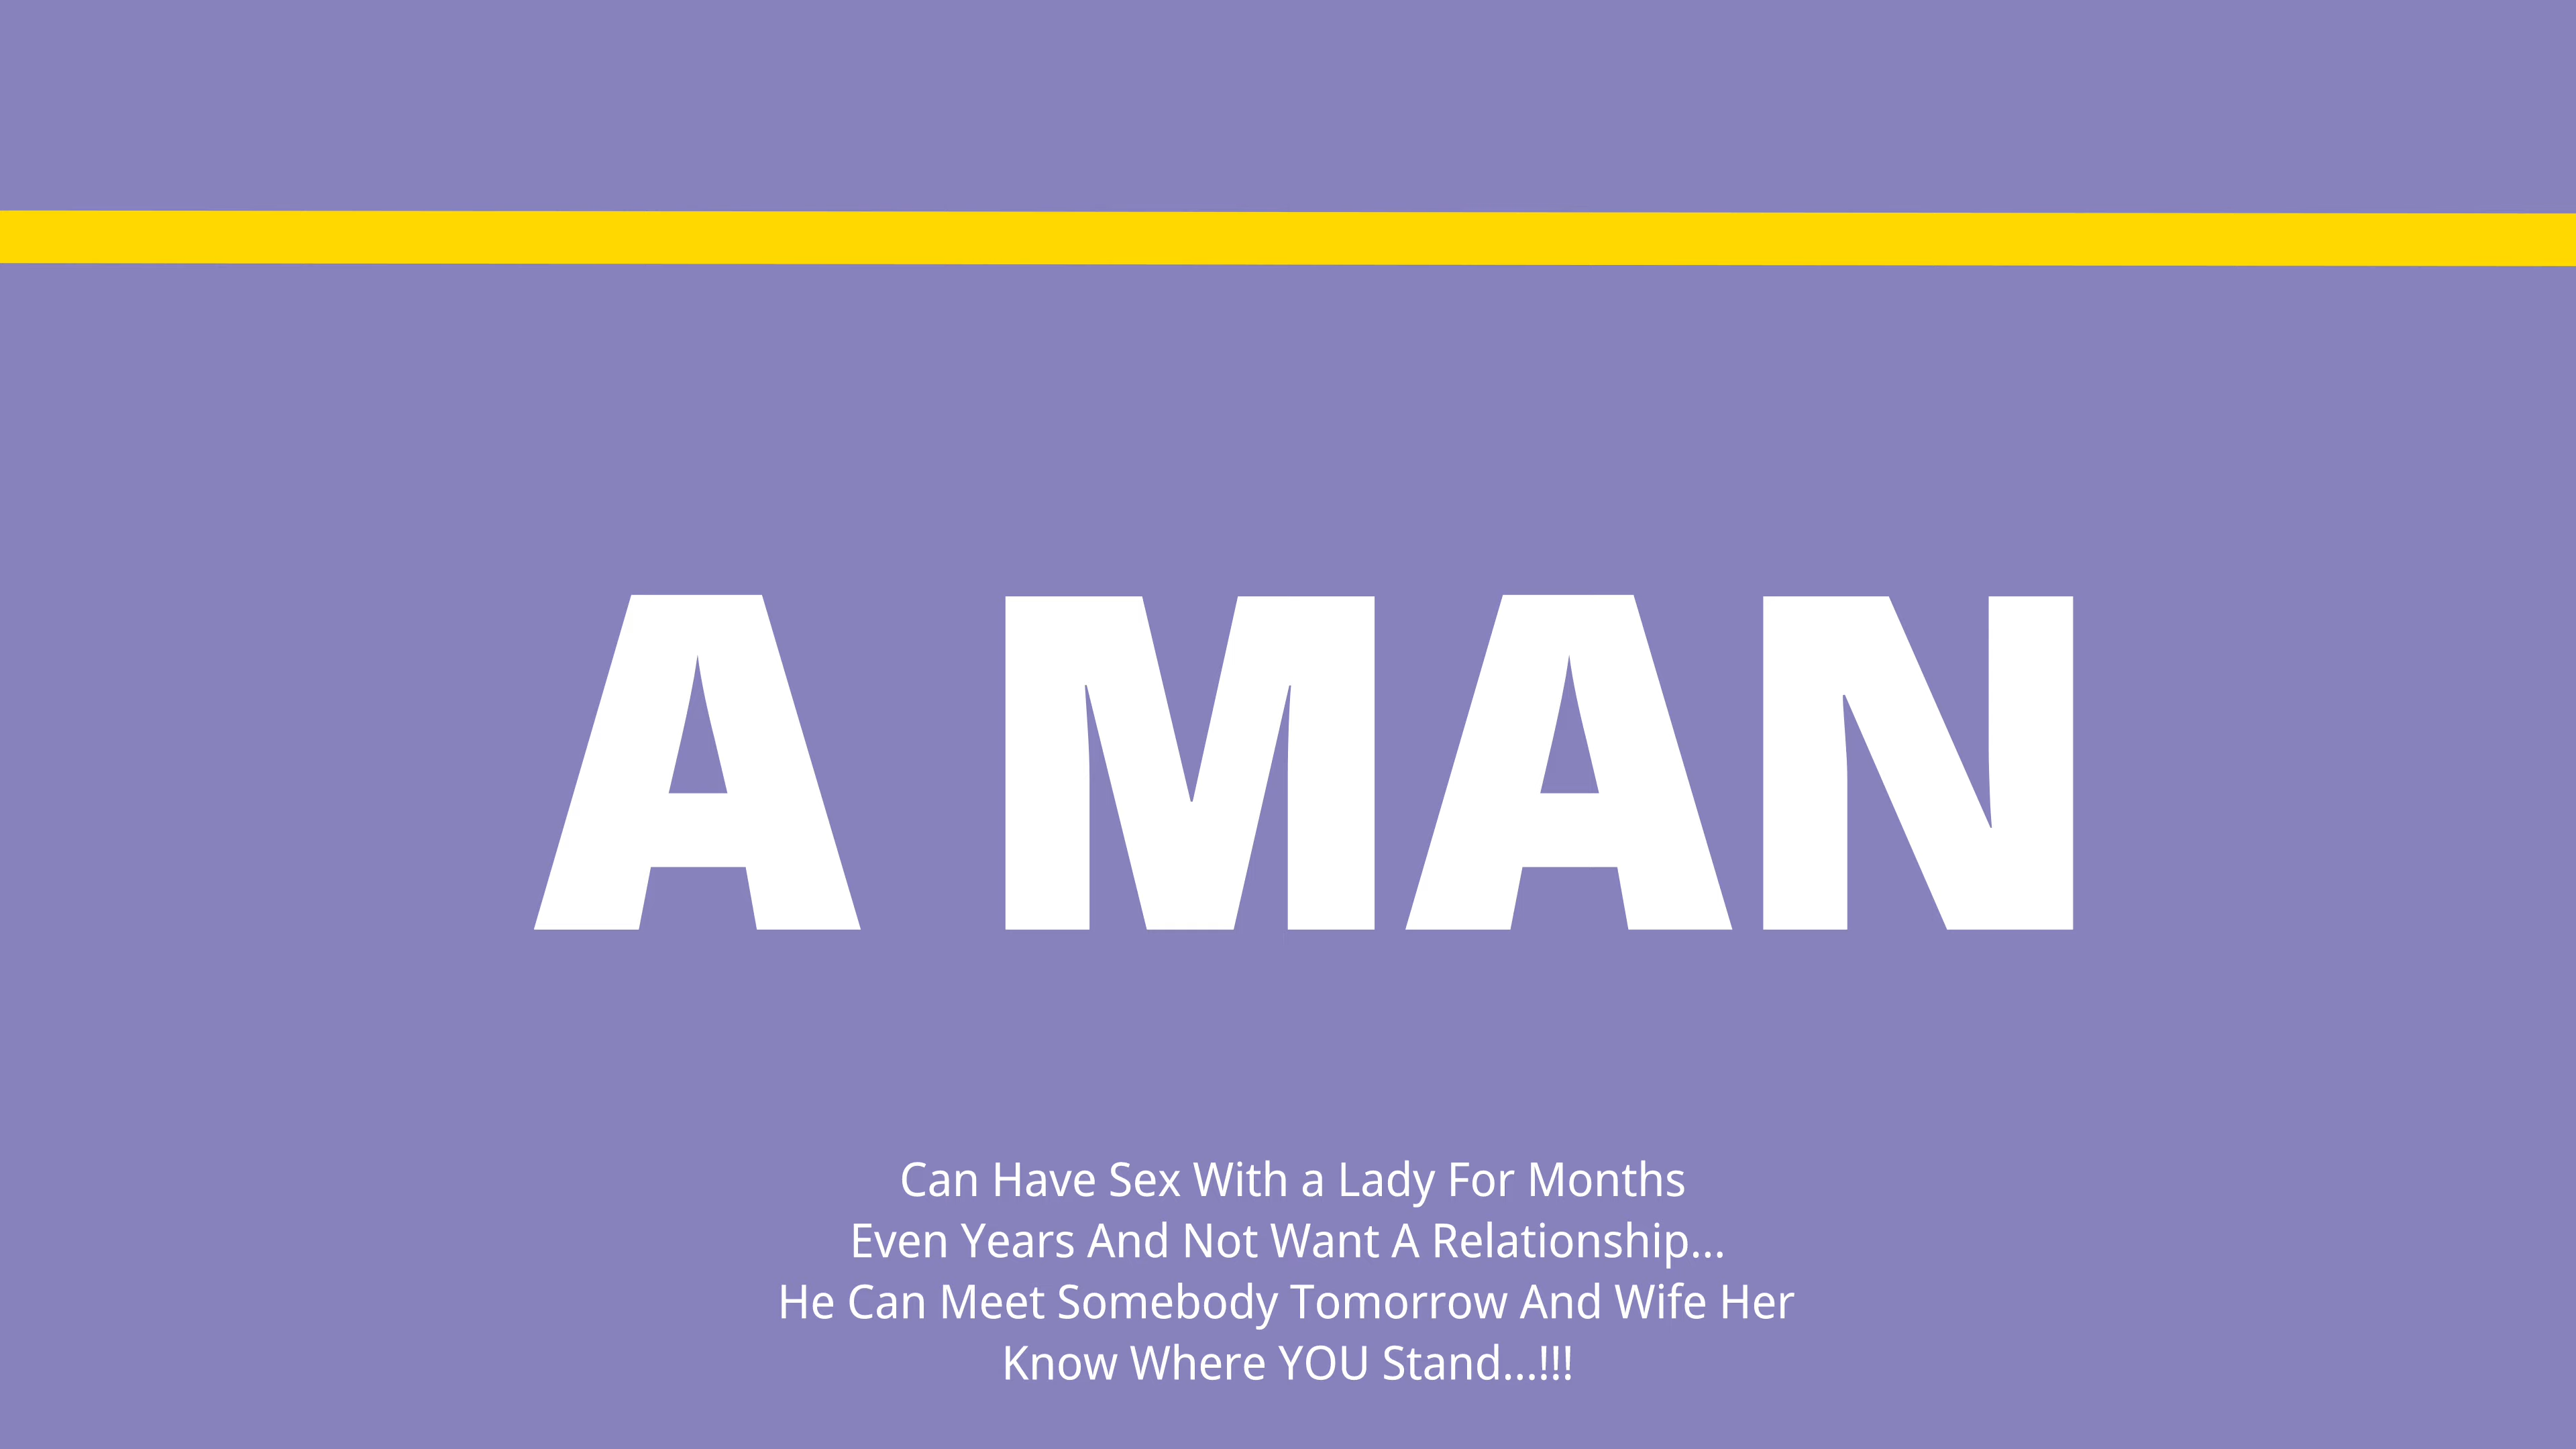 A MAN
Can Have Sex With a Lady For Months
Even Years And Not Want A Relationship...
He Can Meet Somebody Tomorrow And Wife Her
Know Where YOU Stand...!!!